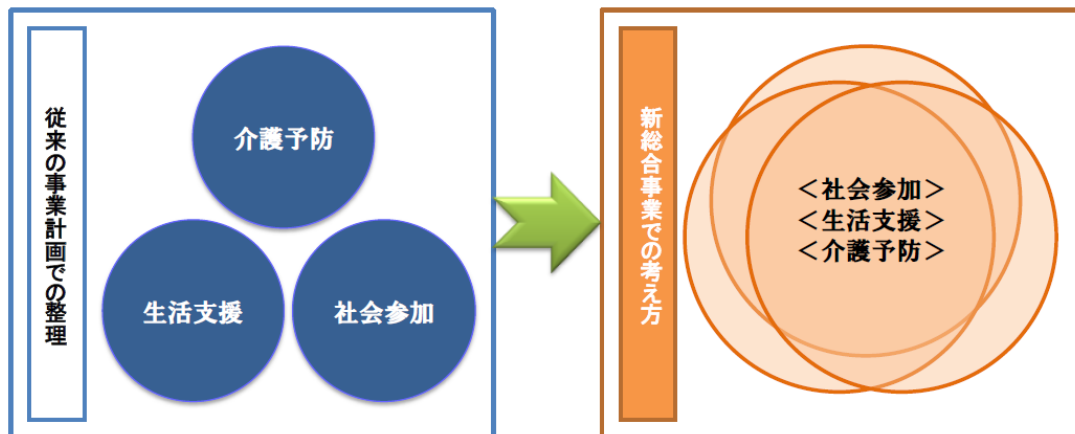 従来の事業計画での整理
介護予防
生活支援
社会参加
新総合事業での考え方
＜社会参加＞
＜生活支援＞
＜介護予防＞